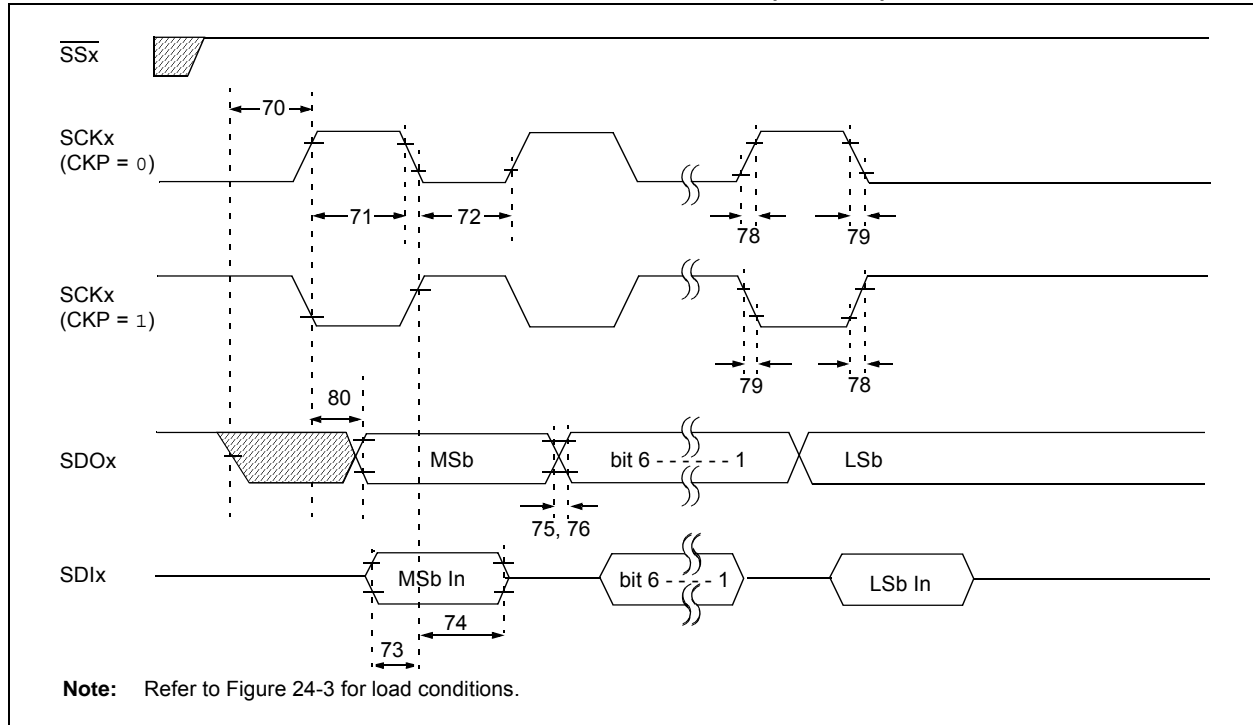 SSx
70
SCKx
(CKP = 0)
71
72
78
79
SCKx
(CKP = 1)
79
78
80
SDOx
MSb
bit 6 - - - - - - 1
LSb
75, 76
SDIx
MSb In
bit 6 - - - - 1
LSb In
74
73
Note: Refer to Figure 24-3 for load conditions.